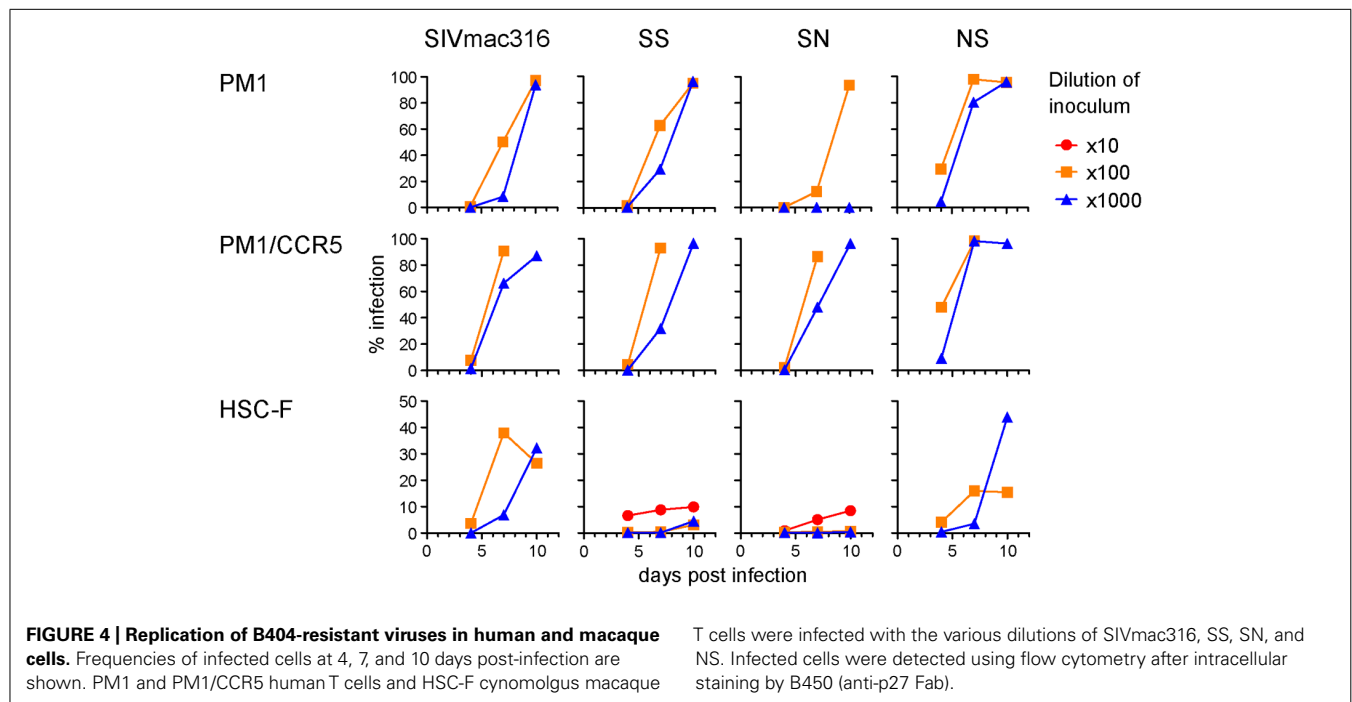 SIVmac316 SS SN NS
PM1
100
80
60
40
20
0
Dilution of
inoculum
x10
x100
x1000
PM1/CCR5
100
80
60
40
20
0
% infection
HSC-F
50
40
30
20
10
0
0 5 10 0 5 10 0 5 10 0 5 10
days post infection
FIGURE 4 | Replication of B404-resistant viruses in human and macaque
cells. Frequencies of infected cells at 4, 7, and 10 days post-infection are
shown. PM1 and PM1/CCR5 human T cells and HSC-F cynomolgus macaque
T cells were infected with the various dilutions of SIVmac316, SS, SN, and
NS. Infected cells were detected using flow cytometry after intracellular
staining by B450 (anti-p27 Fab).